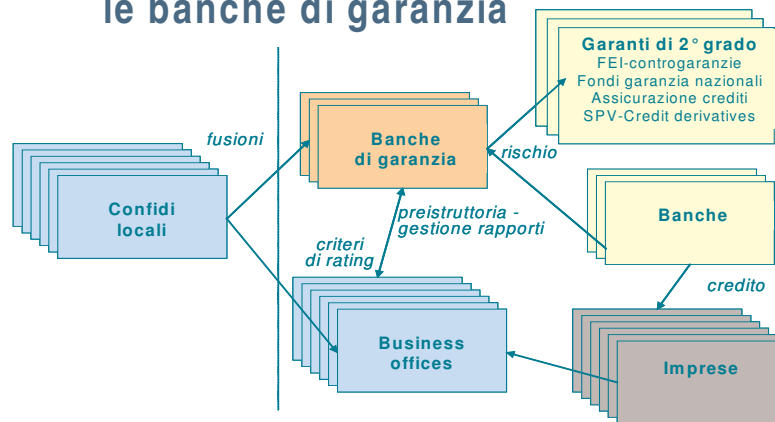 le banche di garanzia
Garanti di 2° grado
FEI-controgaranzie
Fondi garanzia nazionali
Assicurazione crediti
SPV-Credit derivatives
fusioni
Banche
di garanzia
rischio
Confidi
locali
preistruttoria -
gestione rapporti
Banche
criteri
di rating
credito
Business
offices
Imprese